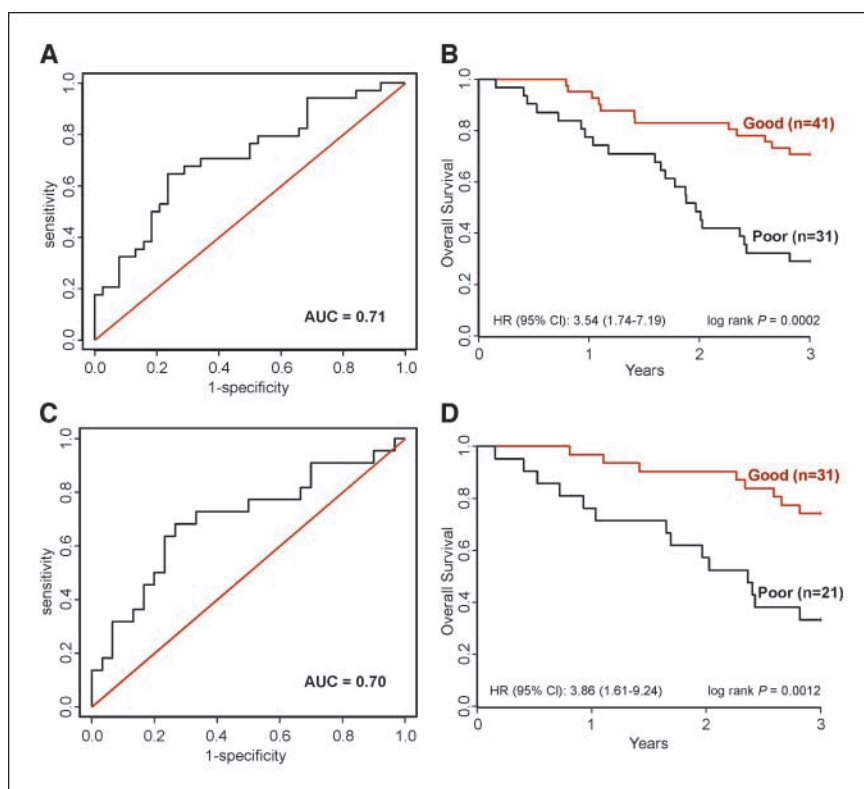 A
sensitivity
0.0
0.2
0.4
0.6
0.8
1.0
AUC = 0.71
0.0 0.2 0.4 0.6 0.8 1.0
1-specificity
B
Overall Survival
0.0
0.2
0.4
0.6
0.8
1.0
Good (n=41)
Poor (n=31)
HR (95% CI): 3.54 (1.74-7.19) log rank P = 0.0002
0 1 2 3
Years
C
sensitivity
0.0
0.2
0.4
0.6
0.8
1.0
AUC = 0.70
0.0 0.2 0.4 0.6 0.8 1.0
1-specificity
D
Overall Survival
0.0
0.2
0.4
0.6
0.8
1.0
Good (n=31)
Poor (n=21)
HR (95% CI): 3.86 (1.61-9.24) log rank P = 0.0012
0 1 2 3
Years